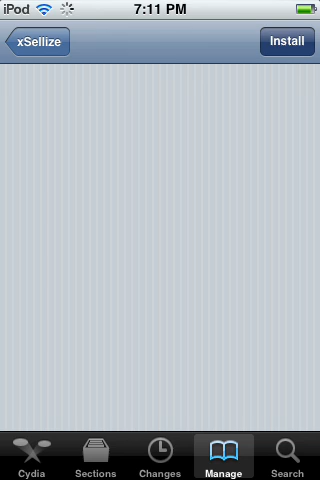 iPod 7:11 PM
xSellize Install
Cydia Sections Changes Manage Search